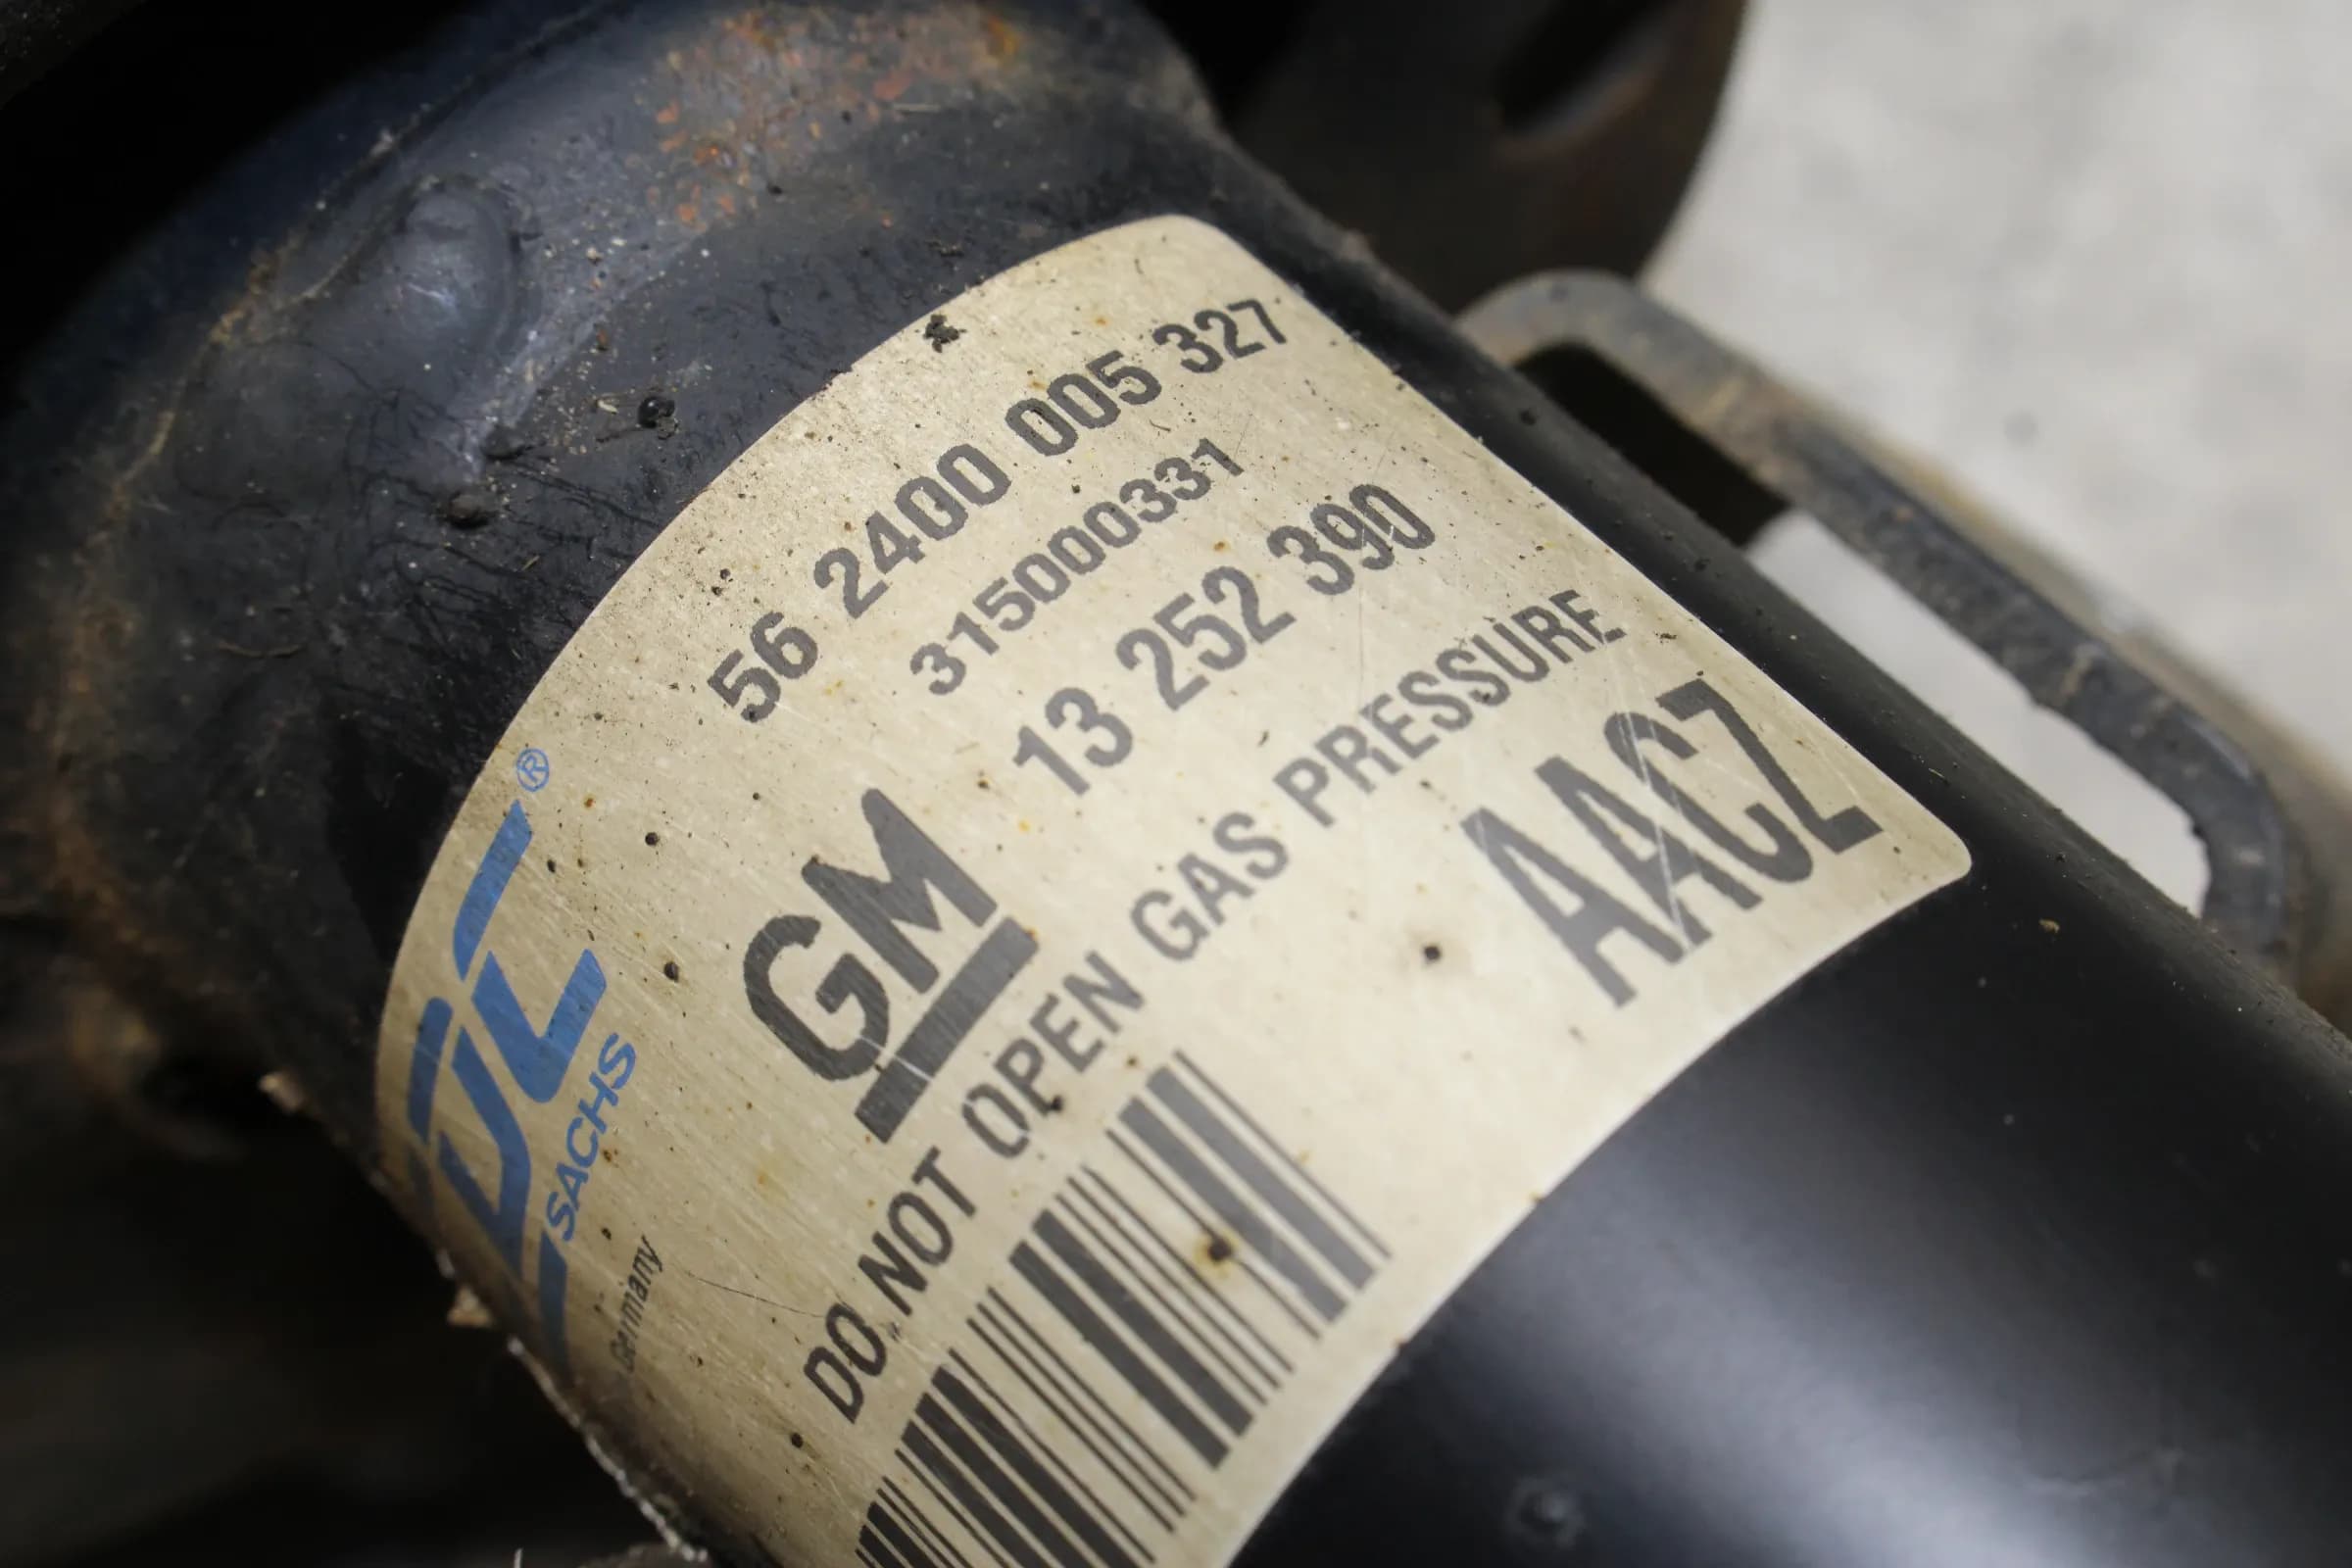 56 2400 005 327
315000331
13 252 390
GM
DO NOT OPEN GAS PRESSURE
AACZ
®
SACHS
Germany